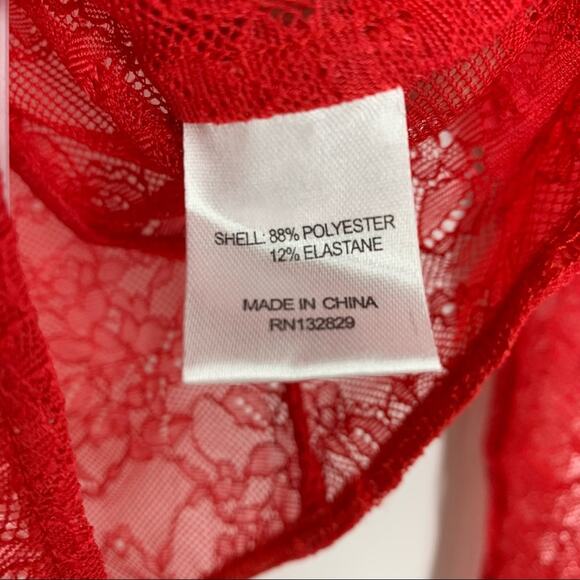 SHELL: 88% POLYESTER
12% ELASTANE
MADE IN CHINA
RN132829